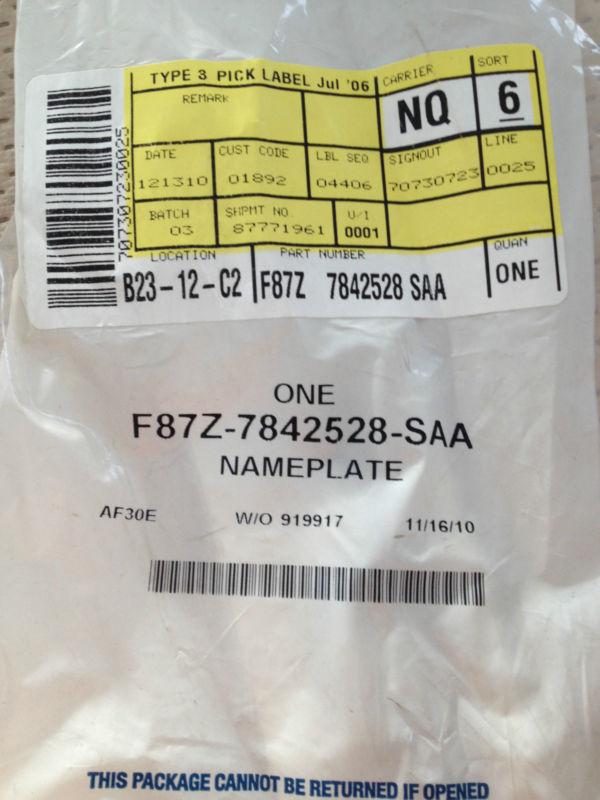 TYPE 3 PICK LABEL Jul '06
CARRIER
SORT
REMARK
NQ
6
DATE
CUST CODE
LBL SEQ
SIGNOUT
LINE
121310
01892
04406
70730723
0025
BATCH
SHPMT NO.
U/I
03
87771961
0001
707307230025
LOCATION
PART NUMBER
QUAN
B23-12-C2
F87Z 7842528 SAA
ONE
ONE
F87Z-7842528-SAA
NAMEPLATE
AF30E W/O 919917 11/16/10
THIS PACKAGE CANNOT BE RETURNED IF OPENED